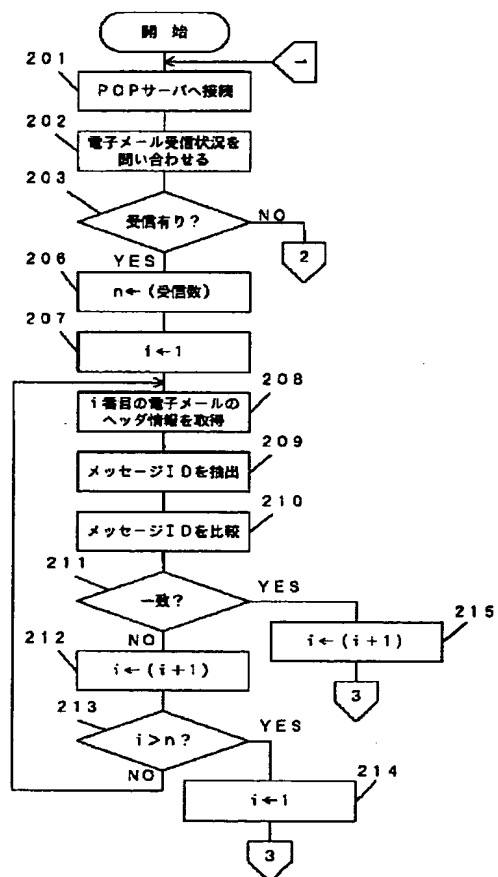 開 始
1
201
POPサーバへ接続
202
電子メール受信状況を
問い合わせる
203
受信有り?
NO
2
YES
206
n←(受信数)
207
i←1
208
i番目の電子メールの
ヘッダ情報を取得
209
メッセージIDを抽出
210
メッセージIDを比較
211
一致?
YES
215
i←(i+1)
3
NO
212
i←(i+1)
213
i>n?
YES
NO
214
i←1
3